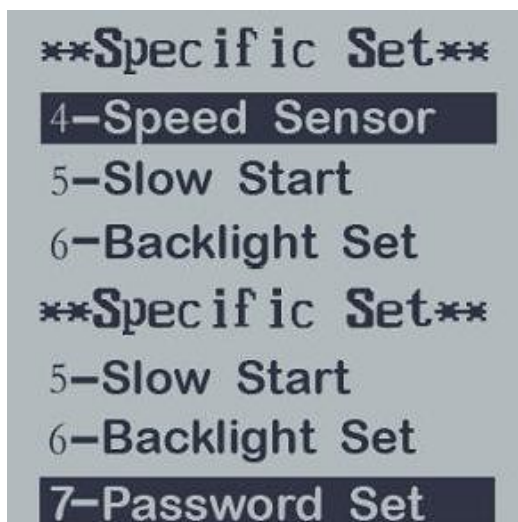 **Specific Set**
4-Speed Sensor
5-Slow Start
6-Backlight Set
**Specific Set**
5-Slow Start
6-Backlight Set
7-Password Set